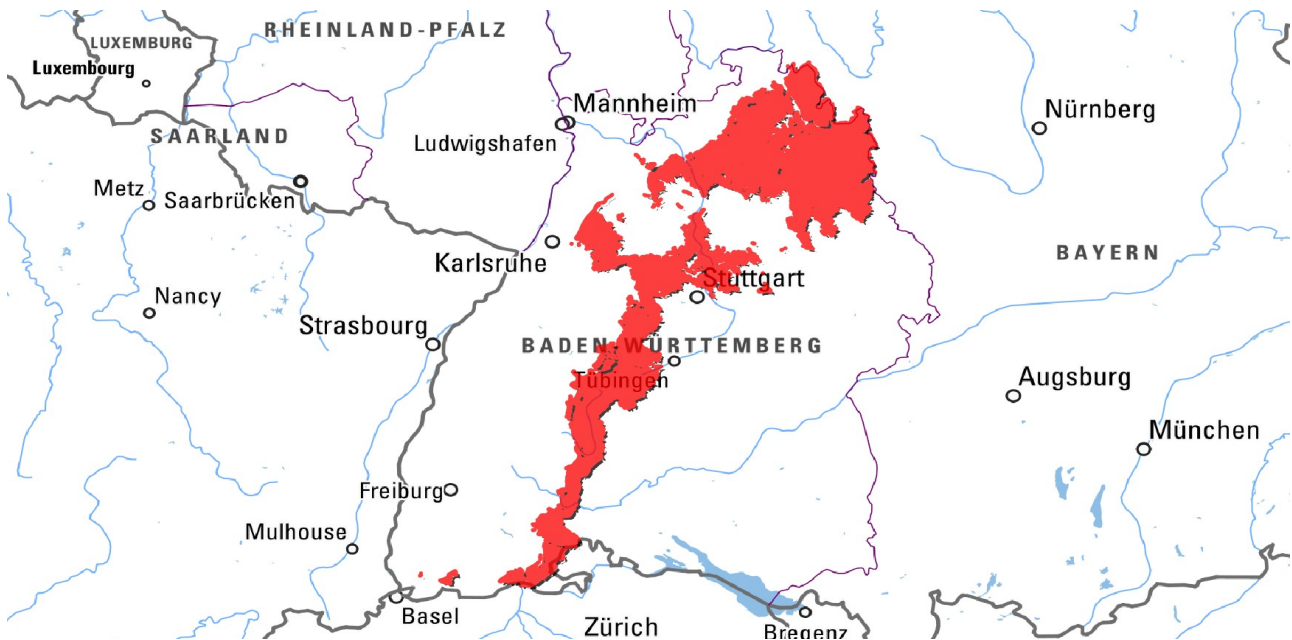 RHEINLAND-PFALZ
LUXEMBURG
Luxembourg
Mannheim
Nürnberg
SAARLAND
Ludwigshafen
Metz
Saarbrücken
Karlsruhe
BAYERN
Stuttgart
Nancy
Strasbourg
BADEN-WÜRTTEMBERG
Tübingen
Augsburg
München
Freiburg
Mulhouse
Basel
Zürich
Bregenz